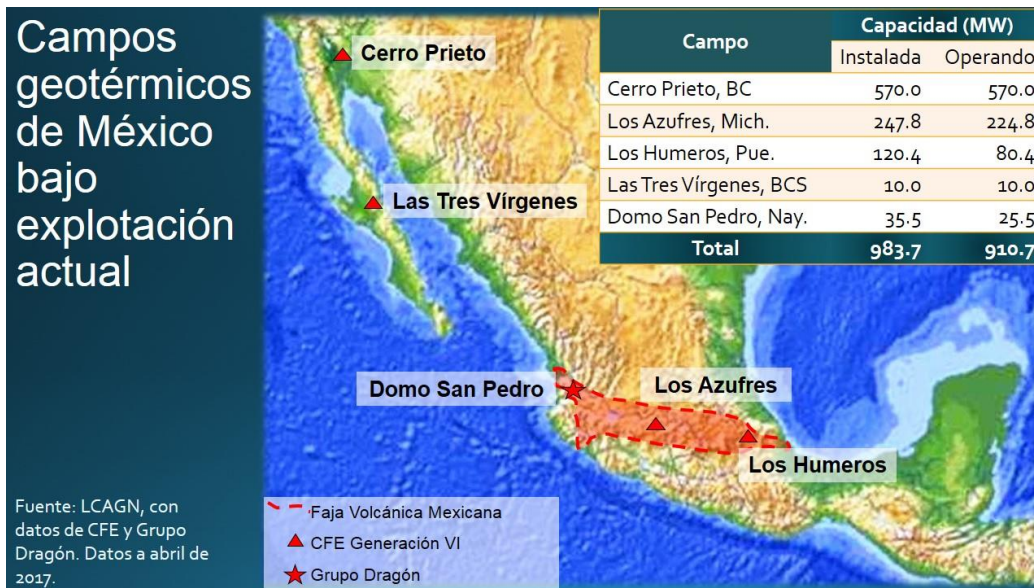 Campos
geotérmicos
de México
bajo
explotación
actual
Fuente: LCAGN, con
datos de CFE y Grupo
Dragón. Datos a abril de
2017.
Cerro Prieto
Las Tres Vírgenes
Domo San Pedro
Los Azufres
Los Humeros
Faja Volcánica Mexicana
CFE Generación VI
Grupo Dragón
Campo Capacidad (MW)
Instalada Operando
Cerro Prieto, BC 570.0 570.0
Los Azufres, Mich. 247.8 224.8
Los Humeros, Pue. 120.4 80.4
Las Tres Vírgenes, BCS 10.0 10.0
Domo San Pedro, Nay. 35.5 25.5
Total 983.7 910.7